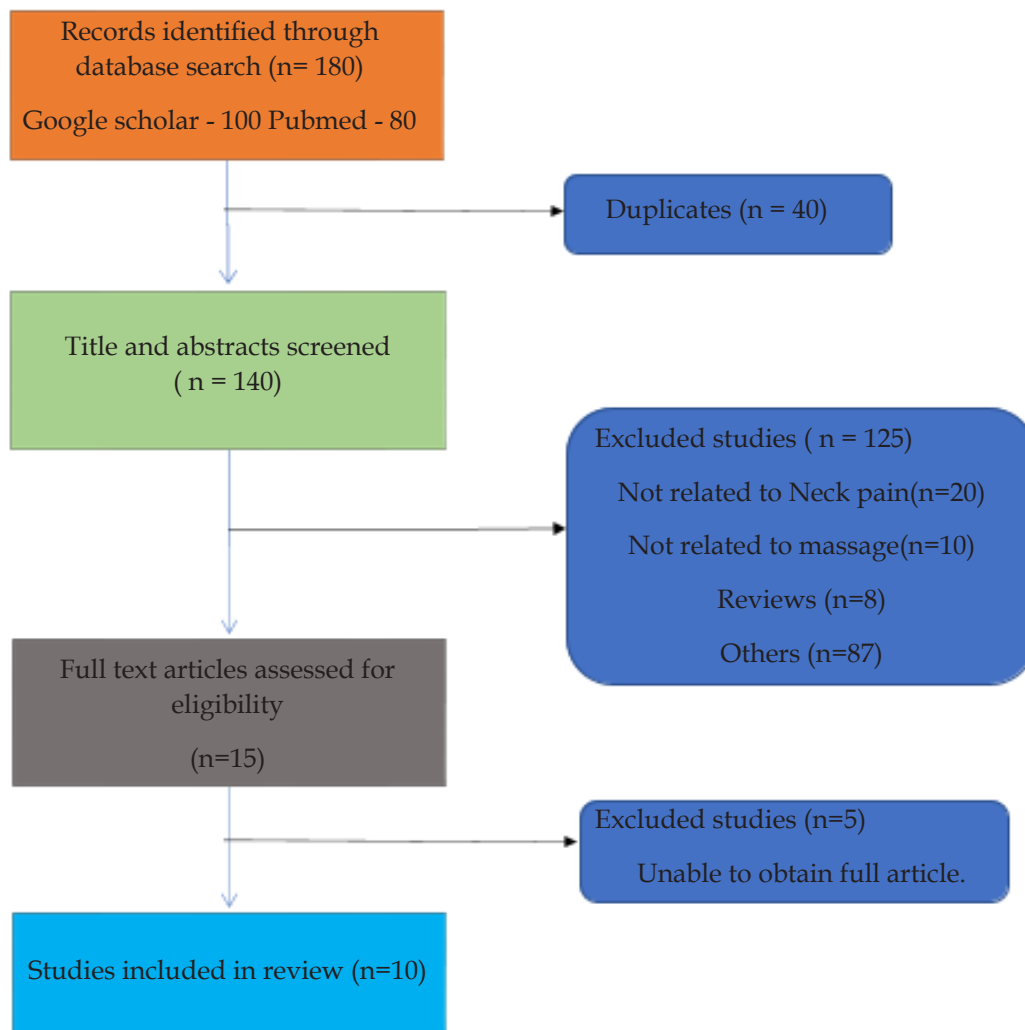 Records identified through
database search (n= 180)
Google scholar - 100 Pubmed - 80
Duplicates (n = 40)
Title and abstracts screened
( n = 140)
Excluded studies ( n = 125)
Not related to Neck pain(n=20)
Not related to massage(n=10)
Reviews (n=8)
Others (n=87)
Full text articles assessed for
eligibility
(n=15)
Excluded studies (n=5)
Unable to obtain full article.
Studies included in review (n=10)